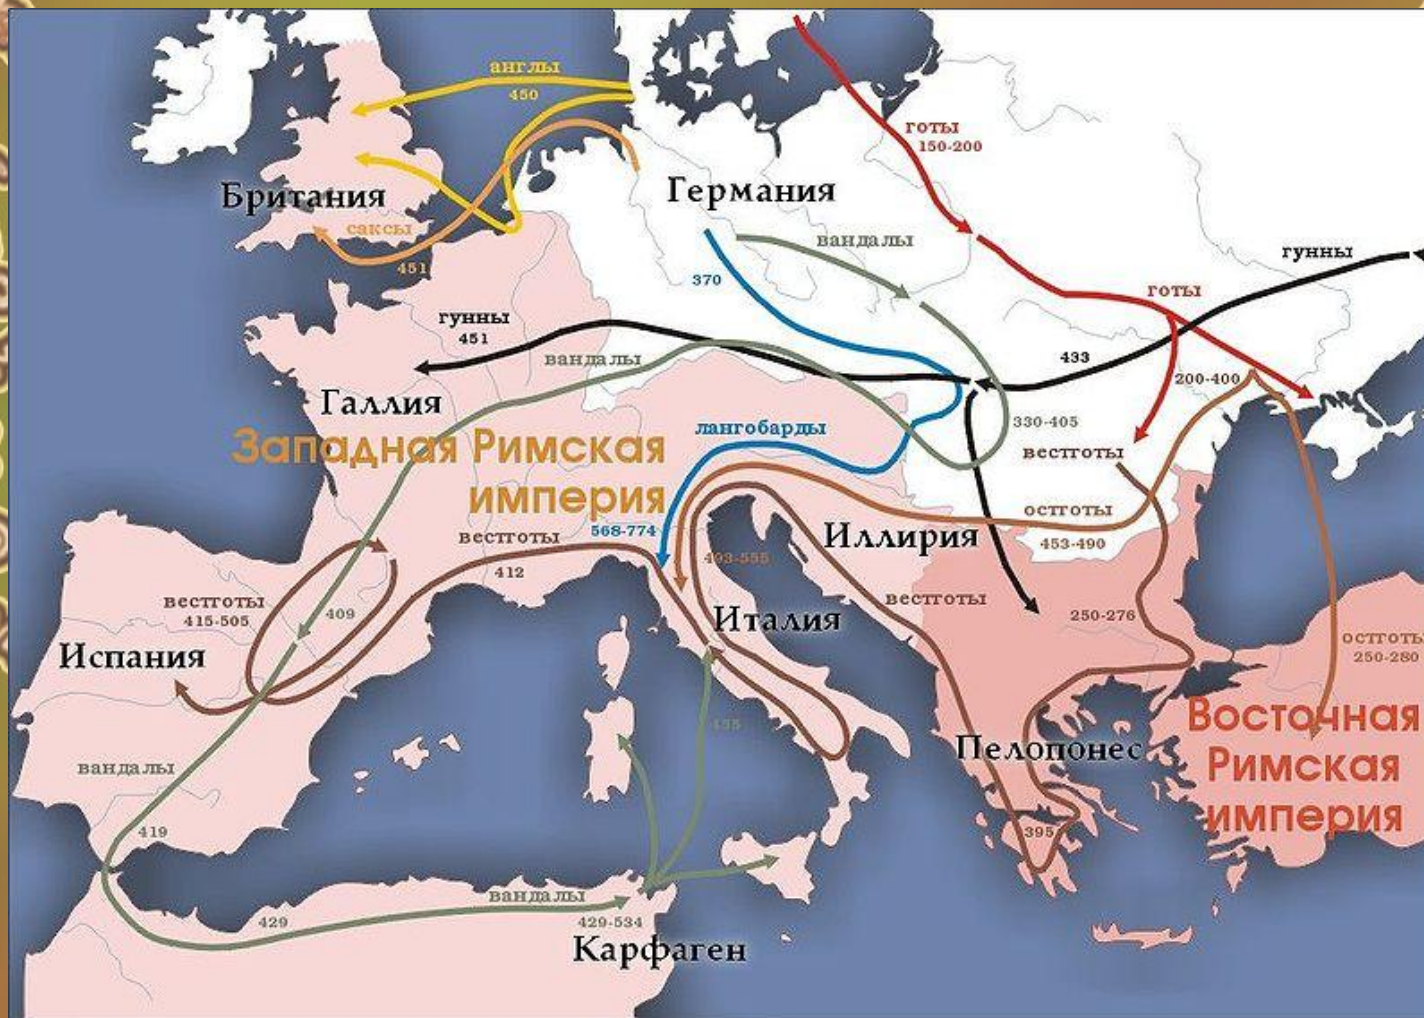 англы
450
готы
150-200
Британия
Германия
саксы
451
вандалы
370
гунны
готы
гунны
451
вандалы
433
200-400
Галлия
330-405
лангобарды
Западная Римская
империя
вестготы
568-774
остготы
453-490
Иллирия
вестготы
412
493-555
вестготы
415-505
409
вестготы
250-276
Италия
остготы
250-280
Испания
455
Восточная
Римская
империя
Пелопонес
вандалы
419
395
вандалы
429
429-534
Карфаген